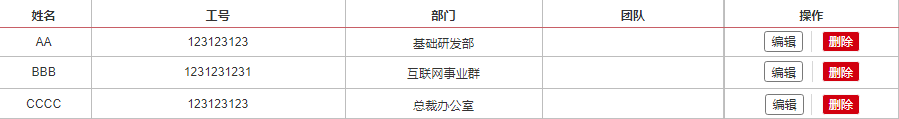 姓名 工号 部门 团队 操作
AA 123123123 基础研发部 编辑 删除
BBB 1231231231 互联网事业群 编辑 删除
CCCC 123123123 总裁办公室 编辑 删除